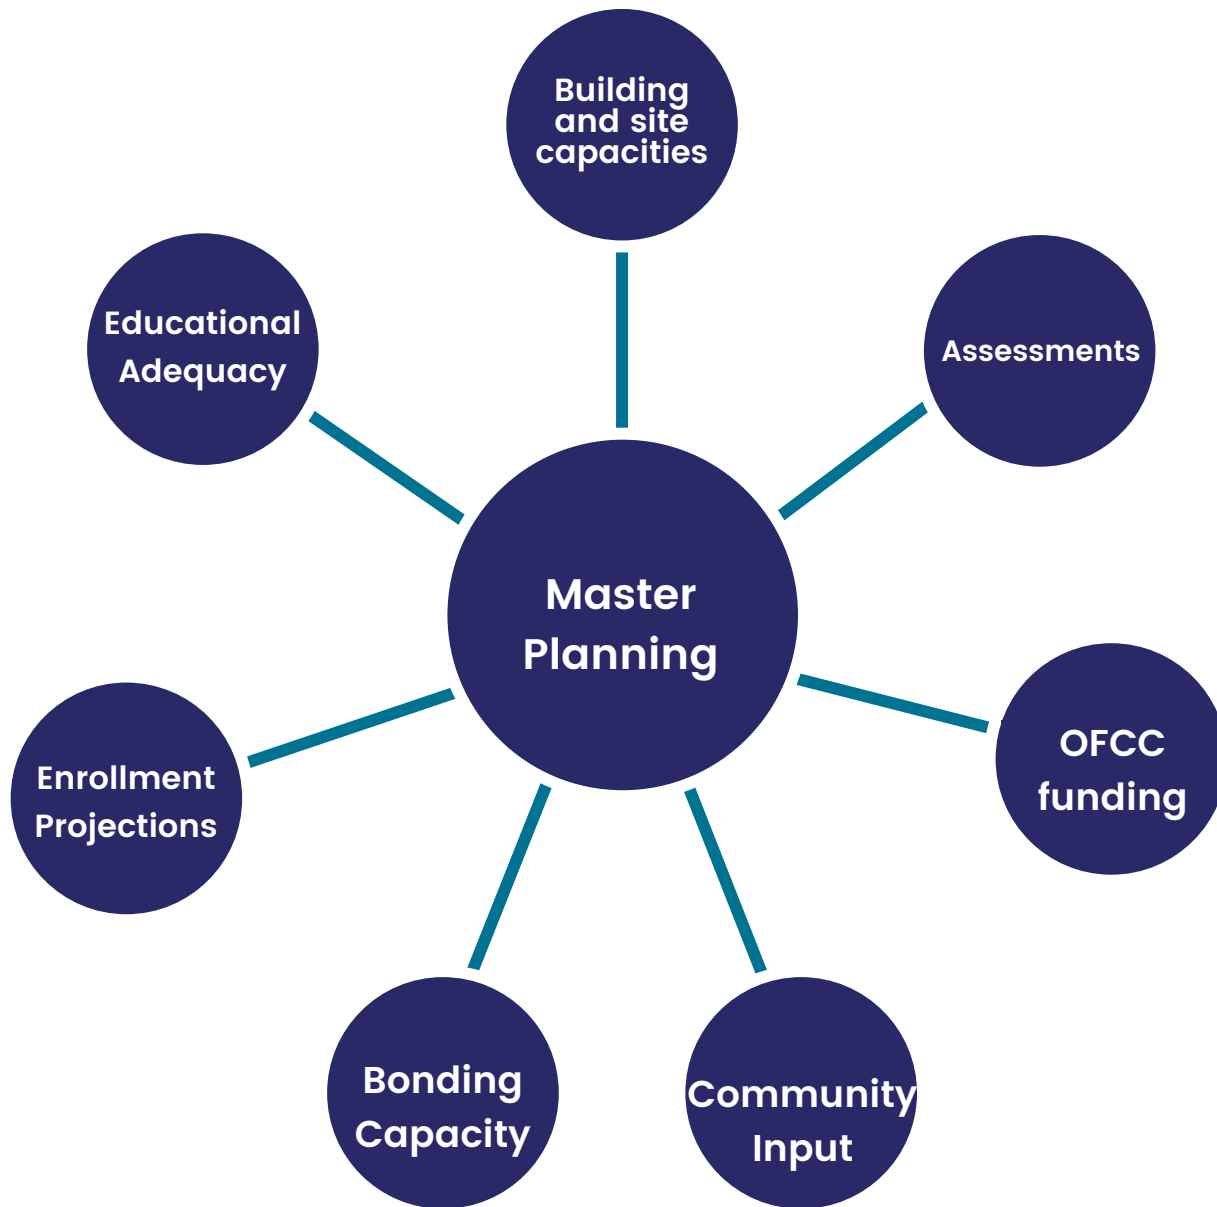 Building
and site
capacities
Educational
Adequacy
Assessments
Master
Planning
OFCC
funding
Enrollment
Projections
Bonding
Capacity
Community
Input